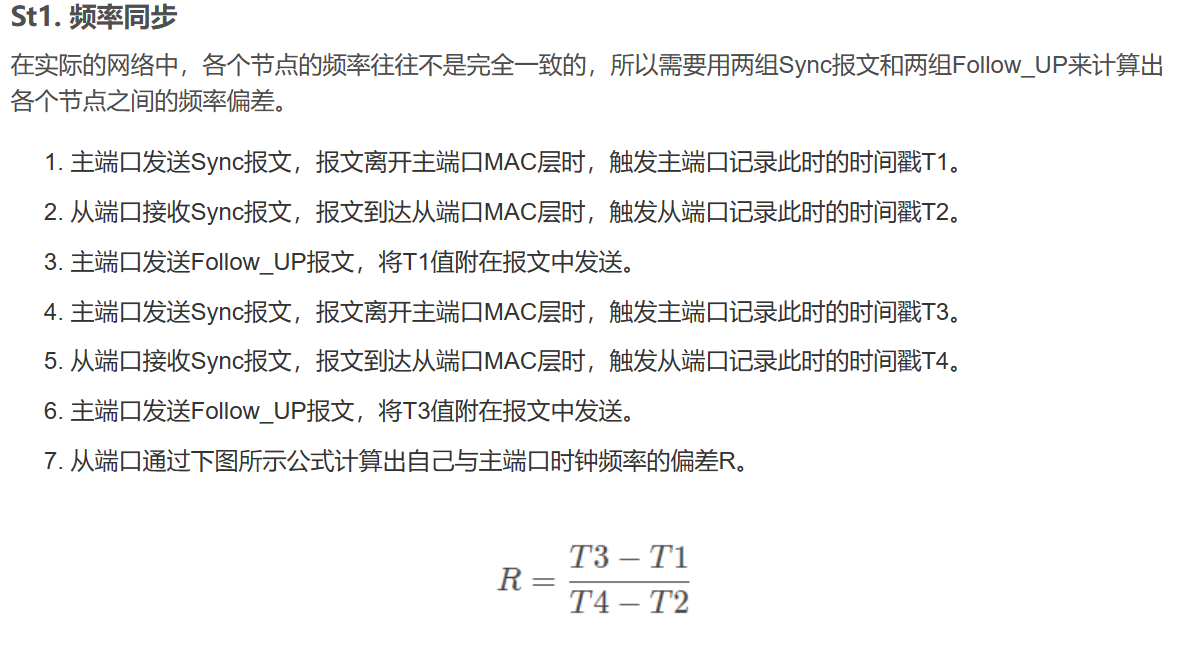 St1. 频率同步
在实际的网络中，各个节点的频率往往不是完全一致的，所以需要用两组Sync报文和两组Follow_UP来计算出
各个节点之间的频率偏差。
1. 主端口发送Sync报文，报文离开主端口MAC层时，触发主端口记录此时的时间戳T1。
2. 从端口接收Sync报文，报文到达从端口MAC层时，触发从端口记录此时的时间戳T2。
3. 主端口发送Follow_UP报文，将T1值附在报文中发送。
4. 主端口发送Sync报文，报文离开主端口MAC层时，触发主端口记录此时的时间戳T3。
5. 从端口接收Sync报文，报文到达从端口MAC层时，触发从端口记录此时的时间戳T4。
6. 主端口发送Follow_UP报文，将T3值附在报文中发送。
7. 从端口通过下图所示公式计算出自己与主端口时钟频率的偏差R。
R = \frac{T3 - T1}{T4 - T2}